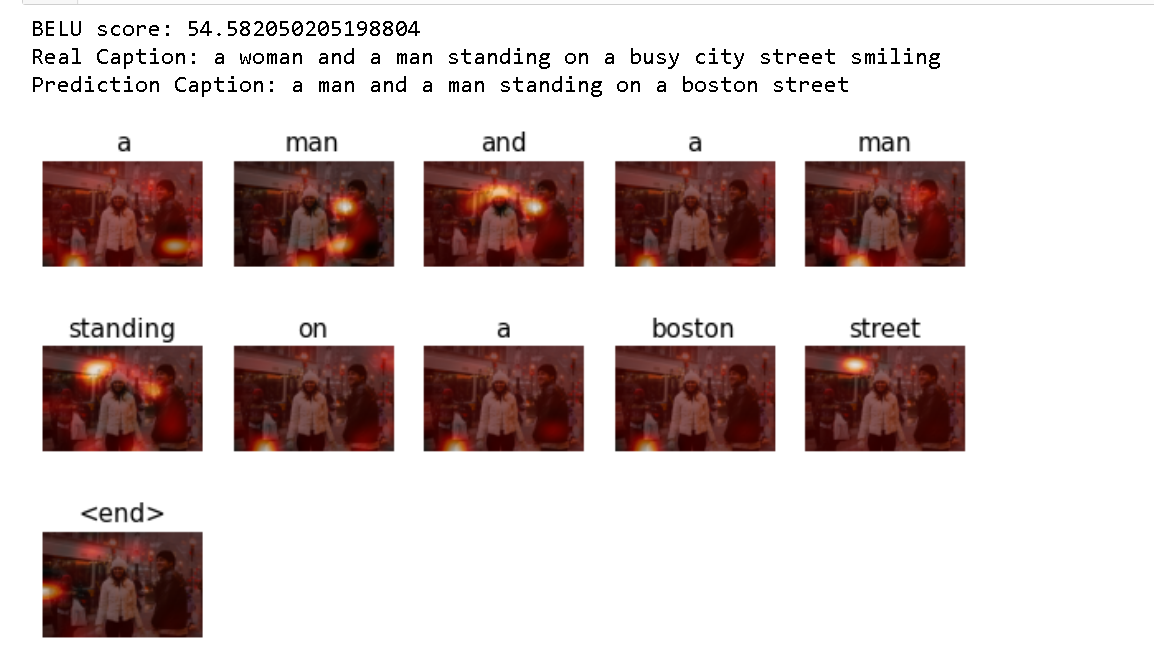 BELU score: 54.582050205198804
Real Caption: a woman and a man standing on a busy city street smiling
Prediction Caption: a man and a man standing on a boston street
a man and a man
standing on a boston street
<end>